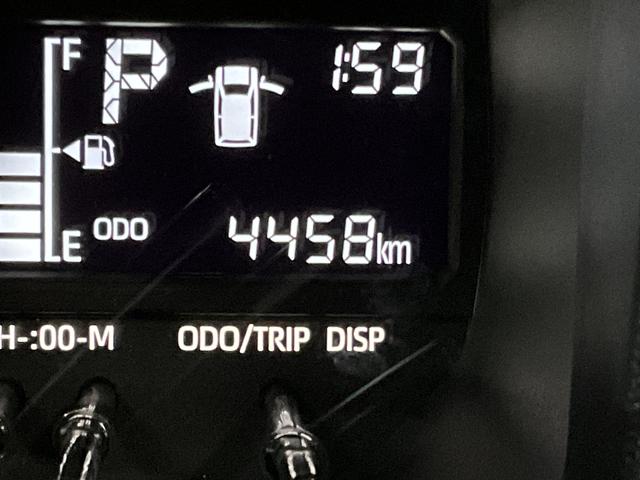 F P 1:59
E ODO 4458km
H-:00-M ODO/TRIP DISP